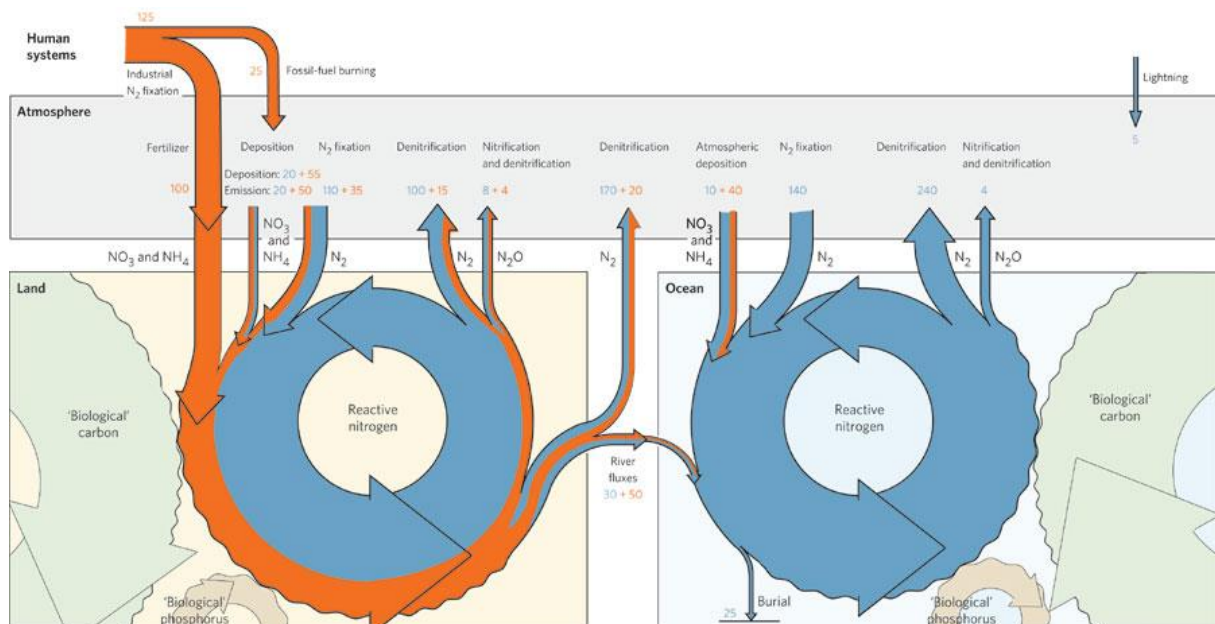 125
Human
systems
Industrial
N₂ fixation
25
Fossil-fuel burning
Lightning
Atmosphere
5
Fertilizer
Deposition
N₂ fixation
Denitrification
Nitrification
and denitrification
Denitrification
Atmospheric
deposition
N₂ fixation
Denitrification
Nitrification
and denitrification
Deposition: 20 + 55
100
Emission: 20 + 50
110 + 35
100 + 15
8 + 4
170 + 20
10 + 40
140
240
4
NO₃ and NH₄
NO₃
and
NH₄
N₂
N₂
N₂O
N₂
NO₃
and
NH₄
N₂
N₂
N₂O
Land
Ocean
'Biological'
carbon
Reactive
nitrogen
River
fluxes
30 + 50
Reactive
nitrogen
'Biological'
carbon
'Biological'
phosphorus
Burial
25
'Biological'
phosphorus